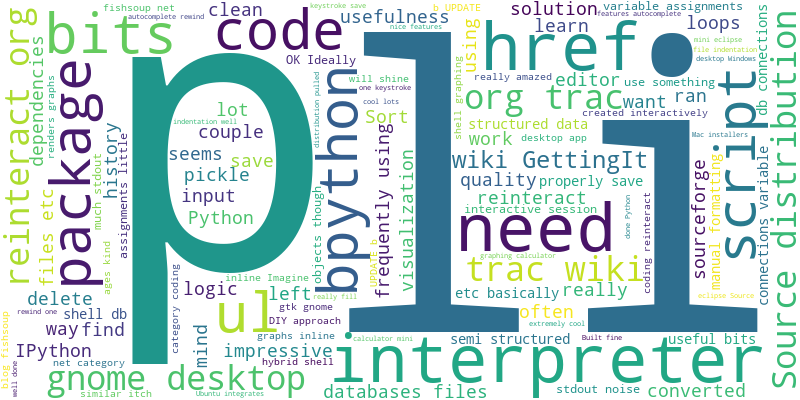 fishsoup net
autocomplete remind
bits
clean
code
keystroke save
nice features
usefulness
b UPDATE
solution
learn
using
variable assignments
features autocomplete
loops
mini eclipse
file indentation
desktop Windows
db connections
href
p
li
reinteract org
dependencies
renders graphs
package
history
much stdout
assignments little
lot
indentation well
couple
seems
save
pickle
input
Python
OK Ideally
distribution pulled
bpython
objects though
will shine
one keystroke
cool lots
Sort
frequently using
visualization
UPDATE b
really amazed
editor
use something
want
ran
org trac
created interactively
shell graphing
structured data
work
desktop app
Mac installers
wiki GettingIt
quality
properly save
reinteract
interactive session
need
done Python
coding reinteract
graphing calculator
trac wiki
etc basically
really
often
extremely cool
sourceforge
manual formatting
script
connections variable
eclipse Source
Source distribution
files etc
ages kind
delete
shell db
way
find
remind one
IPython
net category
blog fishsoup
well done
gnome desktop
similar itch
Ubuntu integrates
category coding
logic
mind
ul
impressive
inline Imagine
left
really fill
gtk gnome
DIY approach
graphs inline
hybrid shell
calculator mini
interpreter
databases files
semi structured
Built fine
useful bits
stdout noise
converted